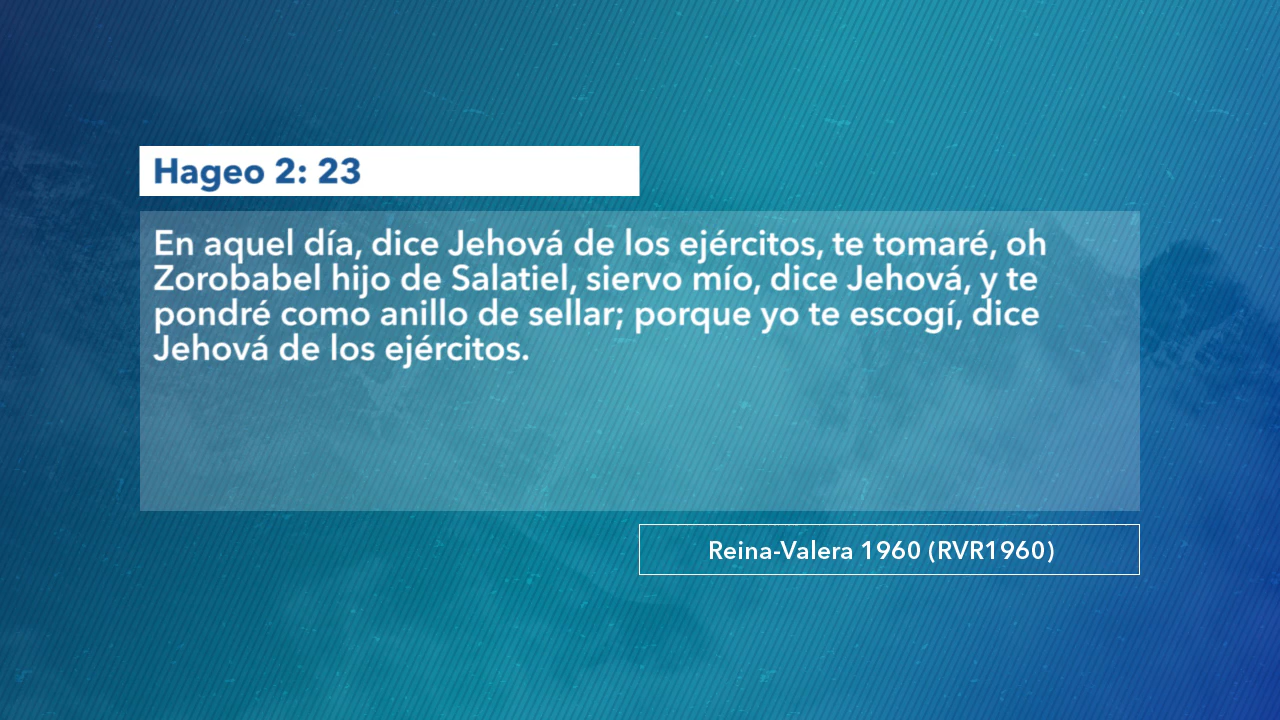 Hageo 2: 23
En aquel día, dice Jehová de los ejércitos, te tomaré, oh
Zorobabel hijo de Salatiel, siervo mío, dice Jehová, y te
pondré como anillo de sellar; porque yo te escogí, dice
Jehová de los ejércitos.
Reina-Valera 1960 (RVR1960)